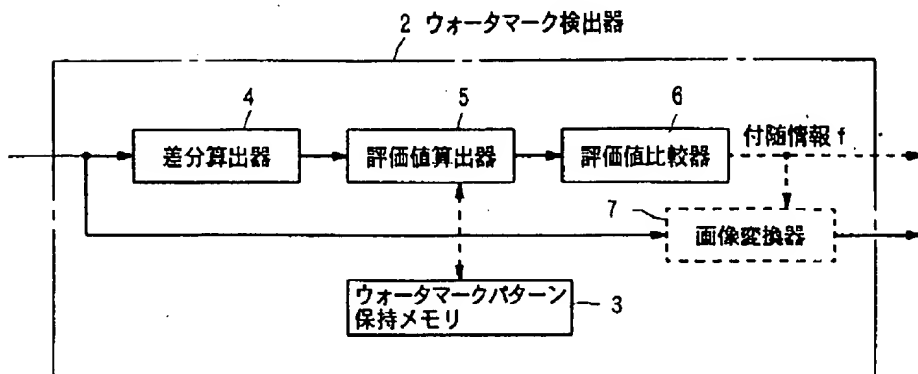 2 ウォータマーク検出器
4
5
6
差分算出器
評価値算出器
評価値比較器
付随情報 f
7
画像変換器
ウォータマークパターン
保持メモリ
3